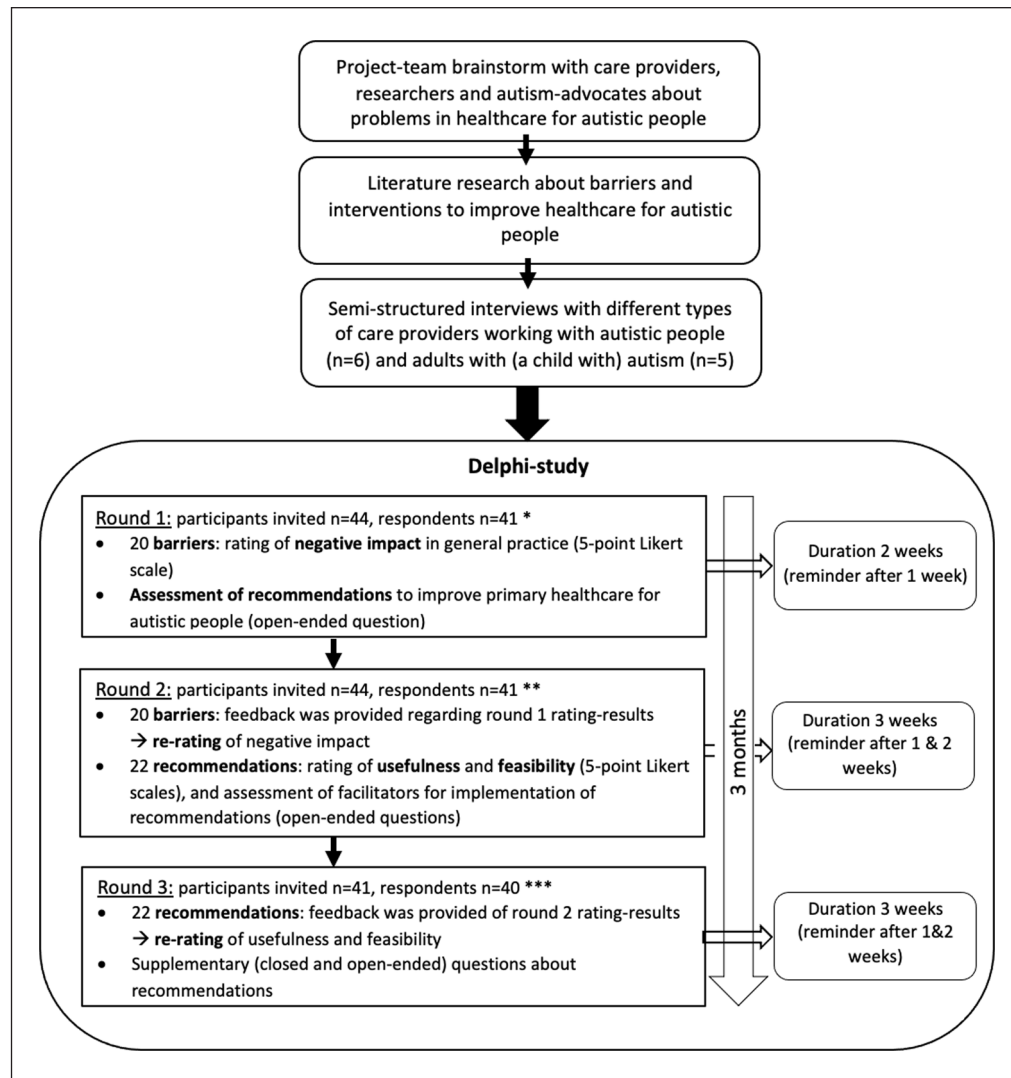 Project-team brainstorm with care providers,
researchers and autism-advocates about
problems in healthcare for autistic people
Literature research about barriers and
interventions to improve healthcare for autistic
people
Semi-structured interviews with different types
of care providers working with autistic people
(n=6) and adults with (a child with) autism (n=5)
Delphi-study
Round 1: participants invited n=44, respondents n=41 *
• 20 barriers: rating of negative impact in general practice (5-point Likert
scale)
• Assessment of recommendations to improve primary healthcare for
autistic people (open-ended question)
Duration 2 weeks
(reminder after 1 week)
Round 2: participants invited n=44, respondents n=41 **
• 20 barriers: feedback was provided regarding round 1 rating-results
→ re-rating of negative impact
• 22 recommendations: rating of usefulness and feasibility (5-point Likert
scales), and assessment of facilitators for implementation of
recommendations (open-ended questions)
3 months
Duration 3 weeks
(reminder after 1 & 2
weeks)
Round 3: participants invited n=41, respondents n=40 ***
• 22 recommendations: feedback was provided of round 2 rating-results
→ re-rating of usefulness and feasibility
• Supplementary (closed and open-ended) questions about
recommendations
Duration 3 weeks
(reminder after 1&2
weeks)